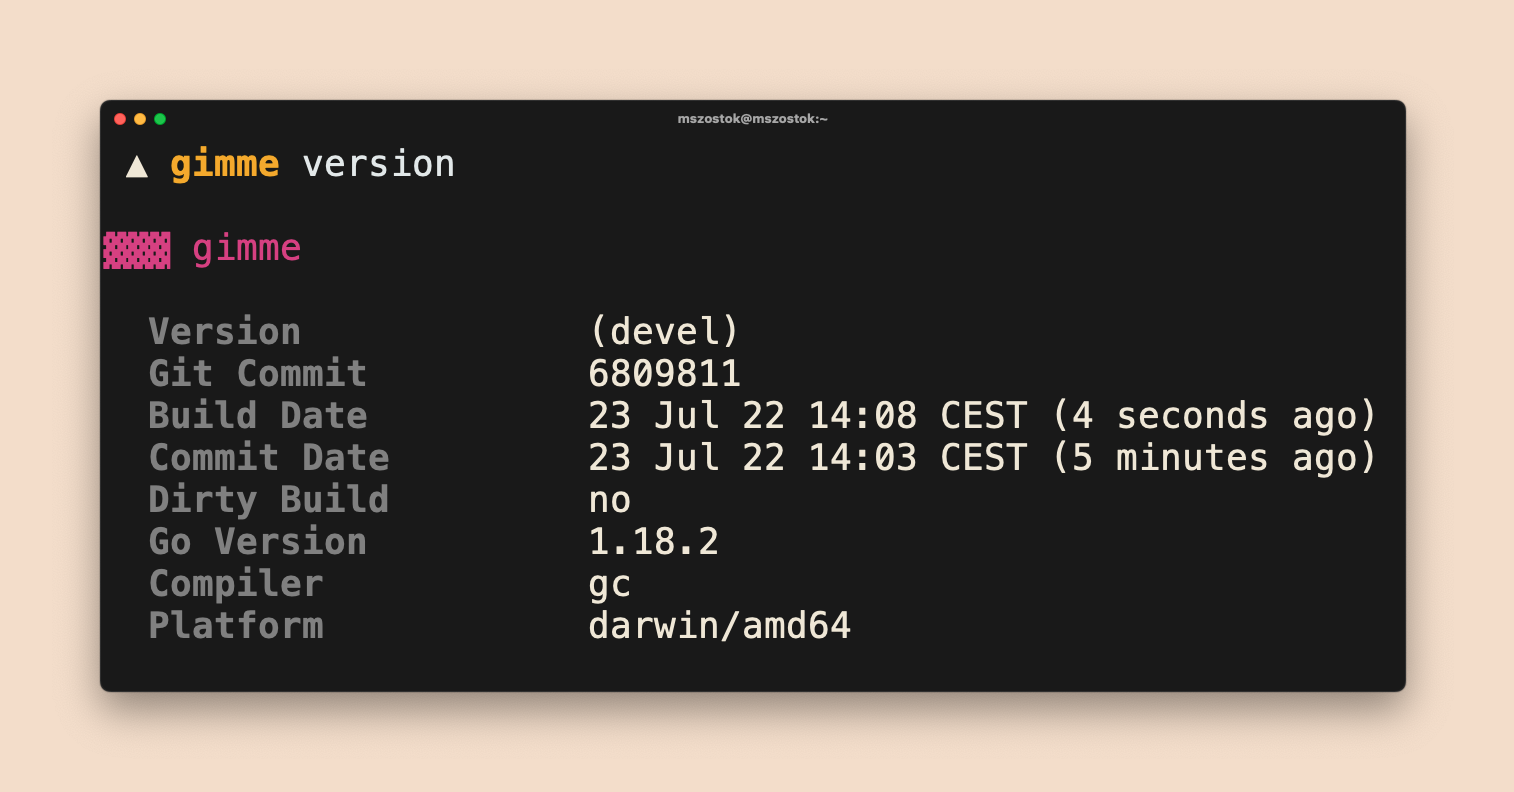 mszostok@mszostok:~
▲ gimme version
▓▓▓ gimme
Version (devel)
Git Commit 6809811
Build Date 23 Jul 22 14:08 CEST (4 seconds ago)
Commit Date 23 Jul 22 14:03 CEST (5 minutes ago)
Dirty Build no
Go Version 1.18.2
Compiler gc
Platform darwin/amd64